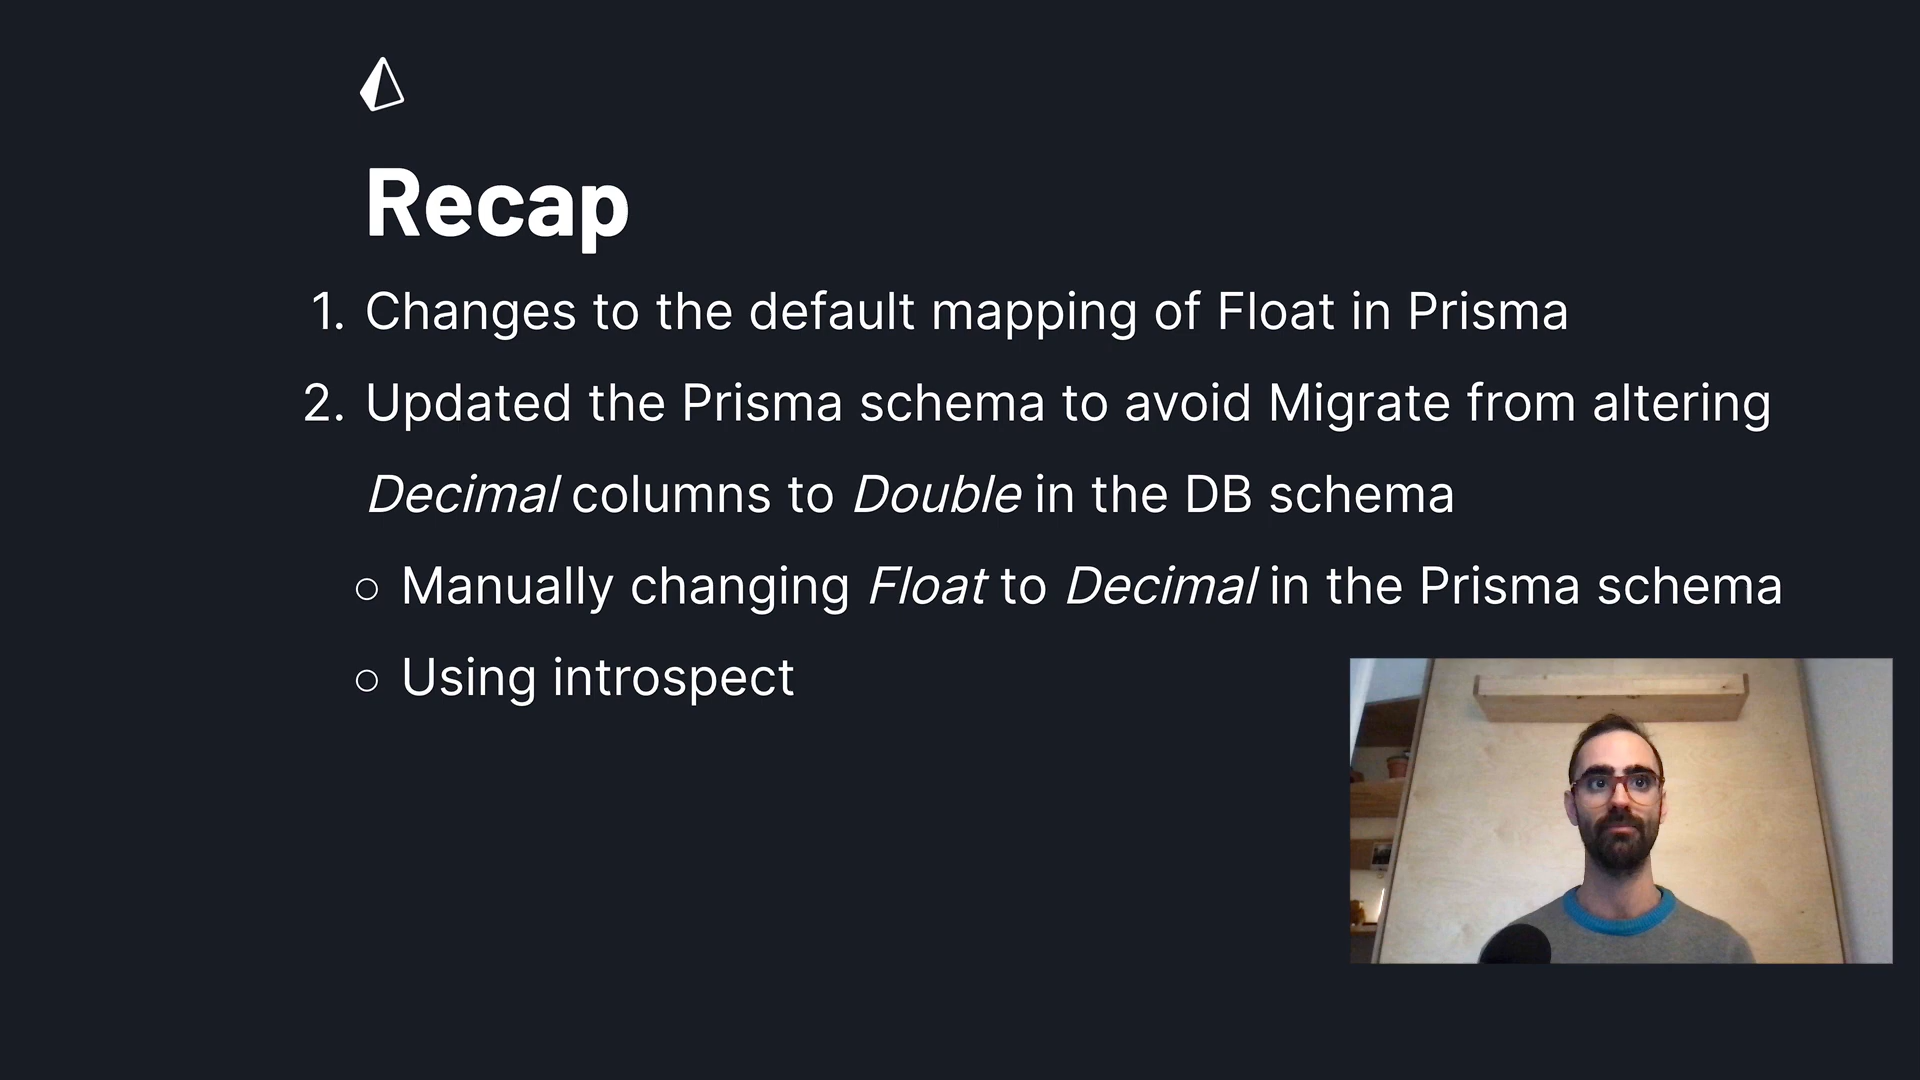 Recap
1. Changes to the default mapping of Float in Prisma
2. Updated the Prisma schema to avoid Migrate from altering
Decimal columns to Double in the DB schema
○ Manually changing Float to Decimal in the Prisma schema
○ Using introspect